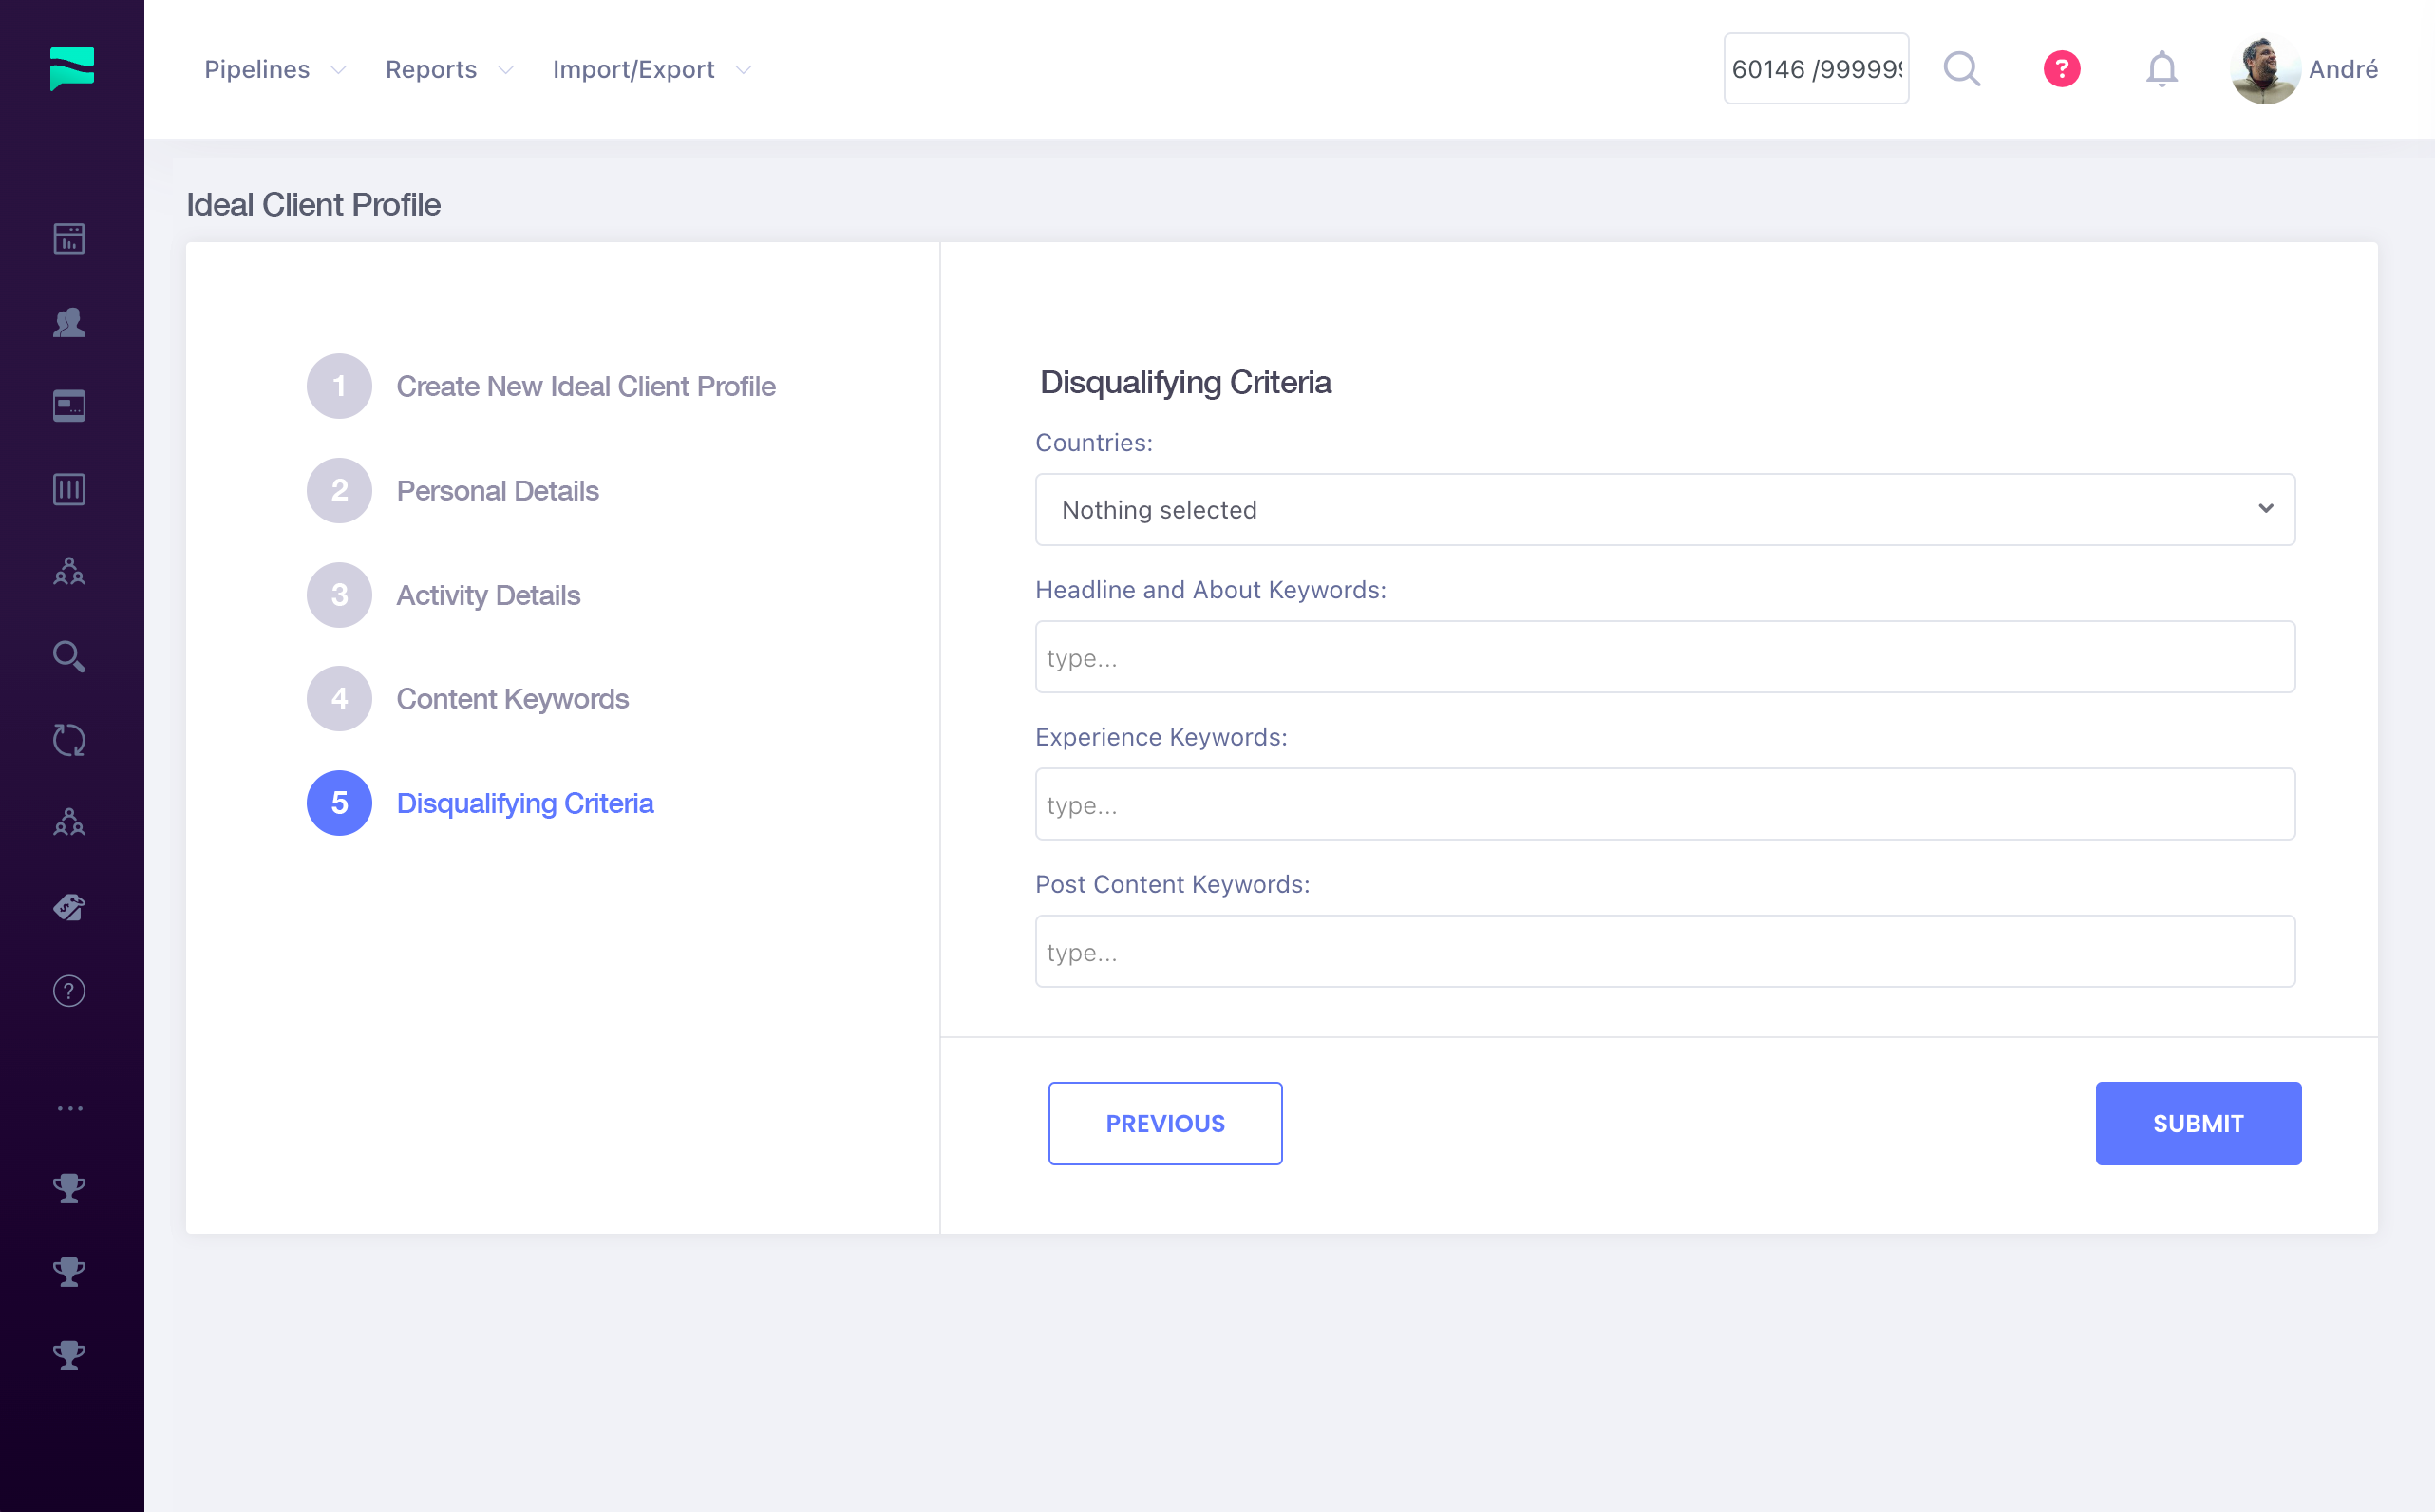 Pipelines
Reports
Import/Export
60146 /99999
?
André
Ideal Client Profile
1 Create New Ideal Client Profile
2 Personal Details
3 Activity Details
4 Content Keywords
5 Disqualifying Criteria
Disqualifying Criteria
Countries:
Nothing selected
Headline and About Keywords:
type...
Experience Keywords:
type...
Post Content Keywords:
type...
PREVIOUS
SUBMIT